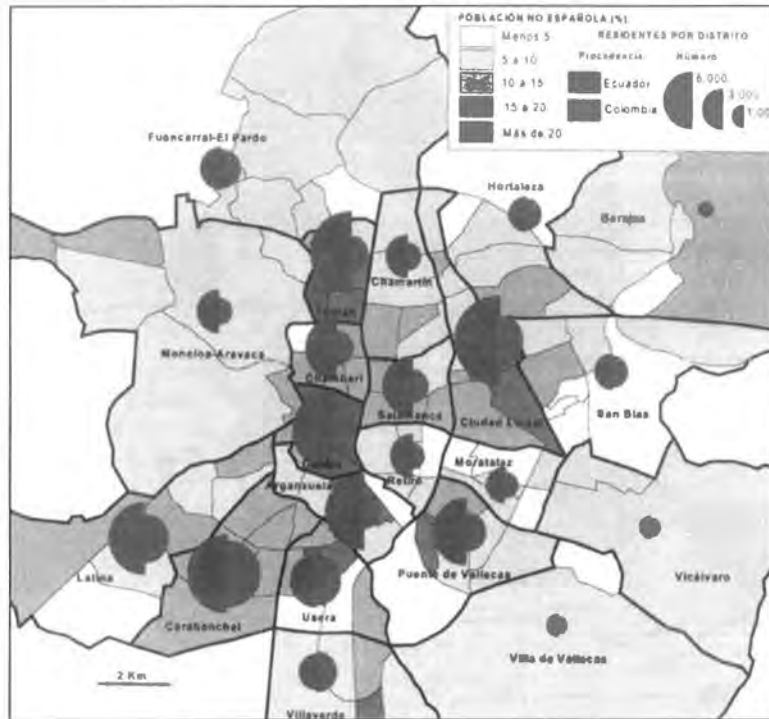 POBLACIÓN NO ESPAÑOLA (%)
Menos 5
5 a 10
10 a 15
15 a 20
Más de 20
RESIDENTES POR DISTRITO
Procedencia
Número
Ecuador
Colombia
6.000
3.000
Fuencarral-El Pardo
Hortaleza
Barajas
Chamartín
Tetuán
Moncloa-Aravaca
Chamberí
Salamanca
Ciudad Lineal
San Blas
Centro
Arganzuela
Retiro
Moratalaz
Latina
Carabanchel
Usera
Puente de Vallecas
Vicálvaro
Villa de Vallecas
Villaverde
2 Km